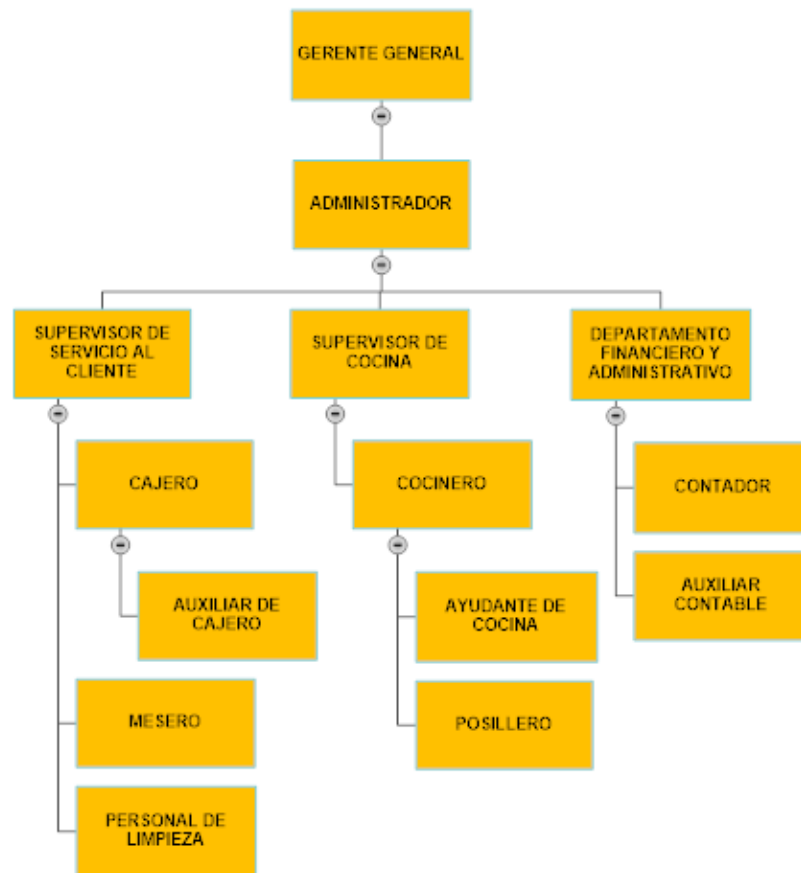 GERENTE GENERAL
ADMINISTRADOR
SUPERVISOR DE
SERVICIO AL
CLIENTE
SUPERVISOR DE
COCINA
DEPARTAMENTO
FINANCIERO Y
ADMINISTRATIVO
CAJERO
COCINERO
CONTADOR
AUXILIAR DE
CAJERO
AYUDANTE DE
COCINA
AUXILIAR
CONTABLE
MESERO
POSILLERO
PERSONAL DE
LIMPIEZA